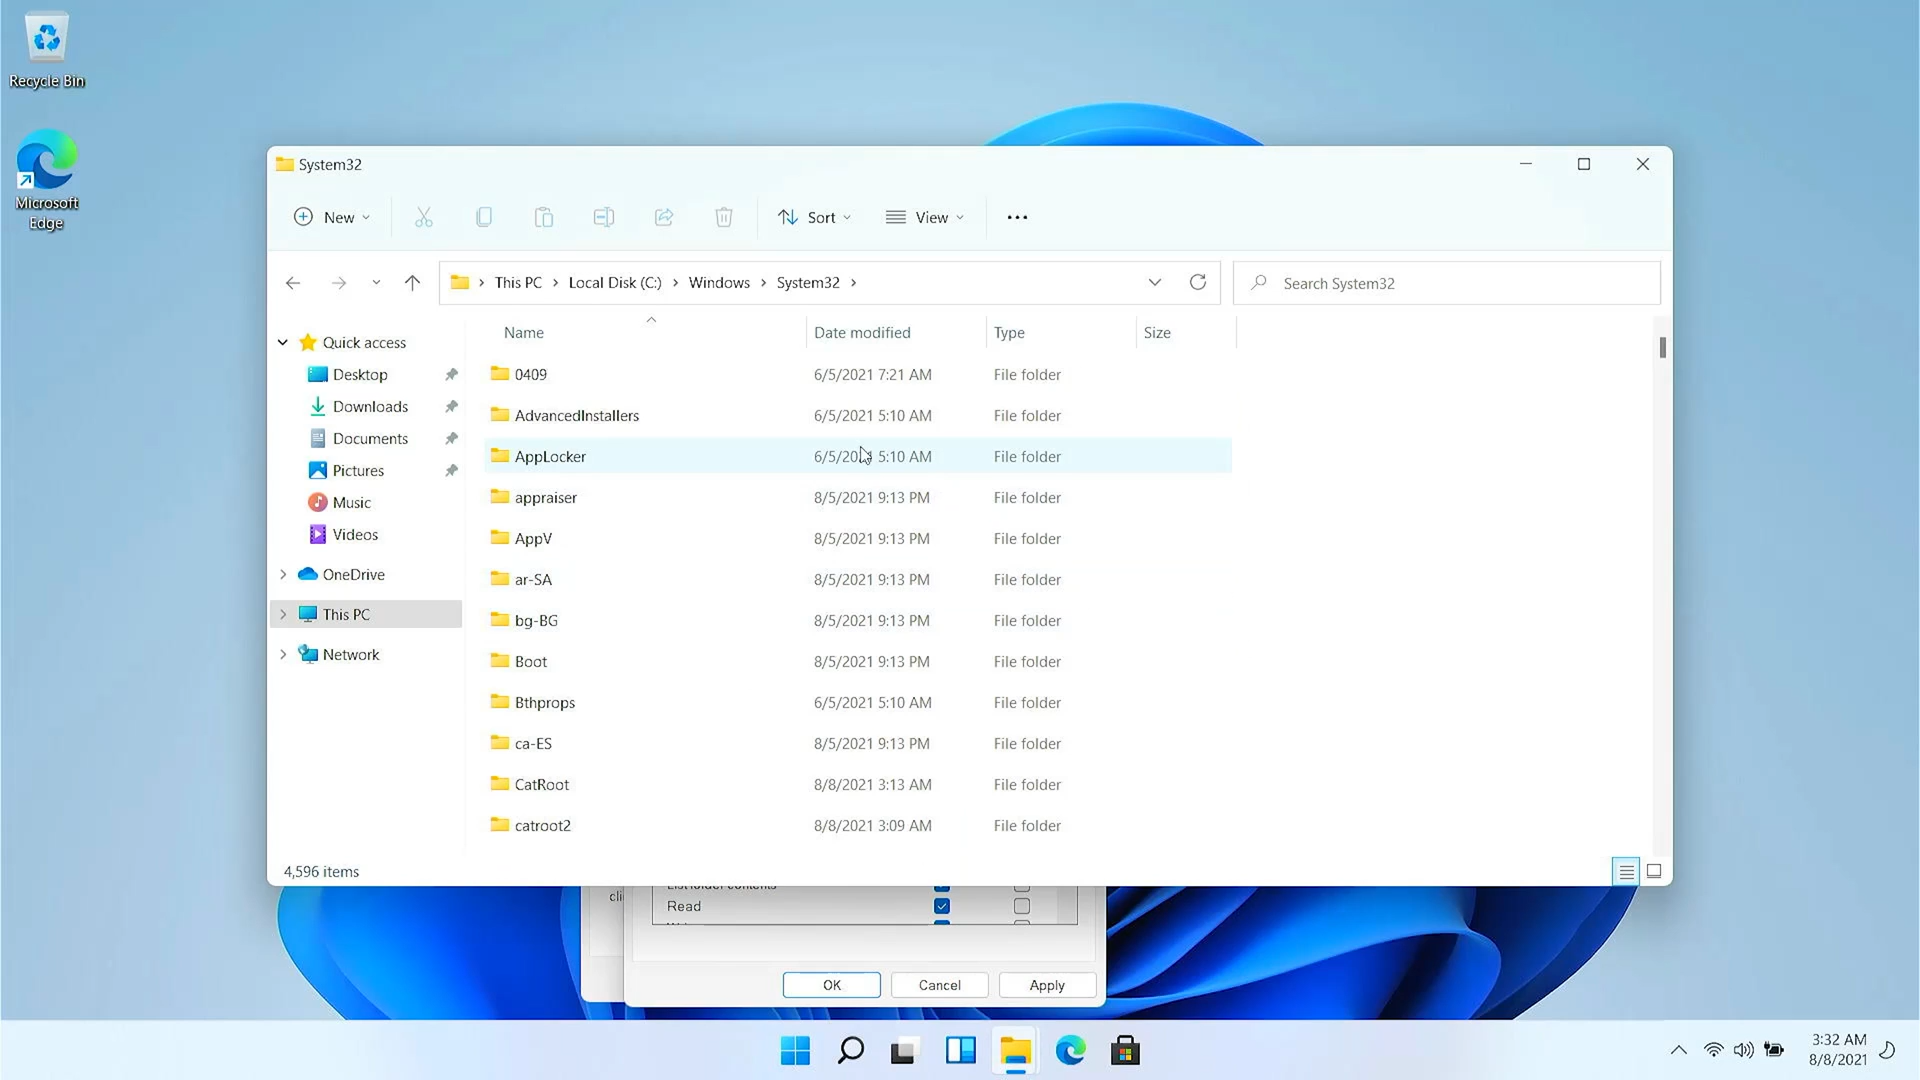 Recycle Bin
Microsoft
Edge
System32
New
Sort
View
This PC
Local Disk (C:)
Windows
System32
Search System32
Quick access
Desktop
Downloads
Documents
Pictures
Music
Videos
OneDrive
This PC
Network
Name Date modified Type Size
0409 6/5/2021 7:21 AM File folder
AdvancedInstallers 6/5/2021 5:10 AM File folder
AppLocker 5:10 AM File folder
appraiser 8/5/2021 9:13 PM File folder
AppV 8/5/2021 9:13 PM File folder
ar-SA 8/5/2021 9:13 PM File folder
bg-BG 8/5/2021 9:13 PM File folder
Boot 8/5/2021 9:13 PM File folder
Bthprops 6/5/2021 5:10 AM File folder
ca-ES 8/5/2021 9:13 PM File folder
CatRoot 8/8/2021 3:13 AM File folder
catroot2 8/8/2021 3:09 AM File folder
4,596 items
List folder contents
Read
OK Cancel Apply
3:32 AM
8/8/2021